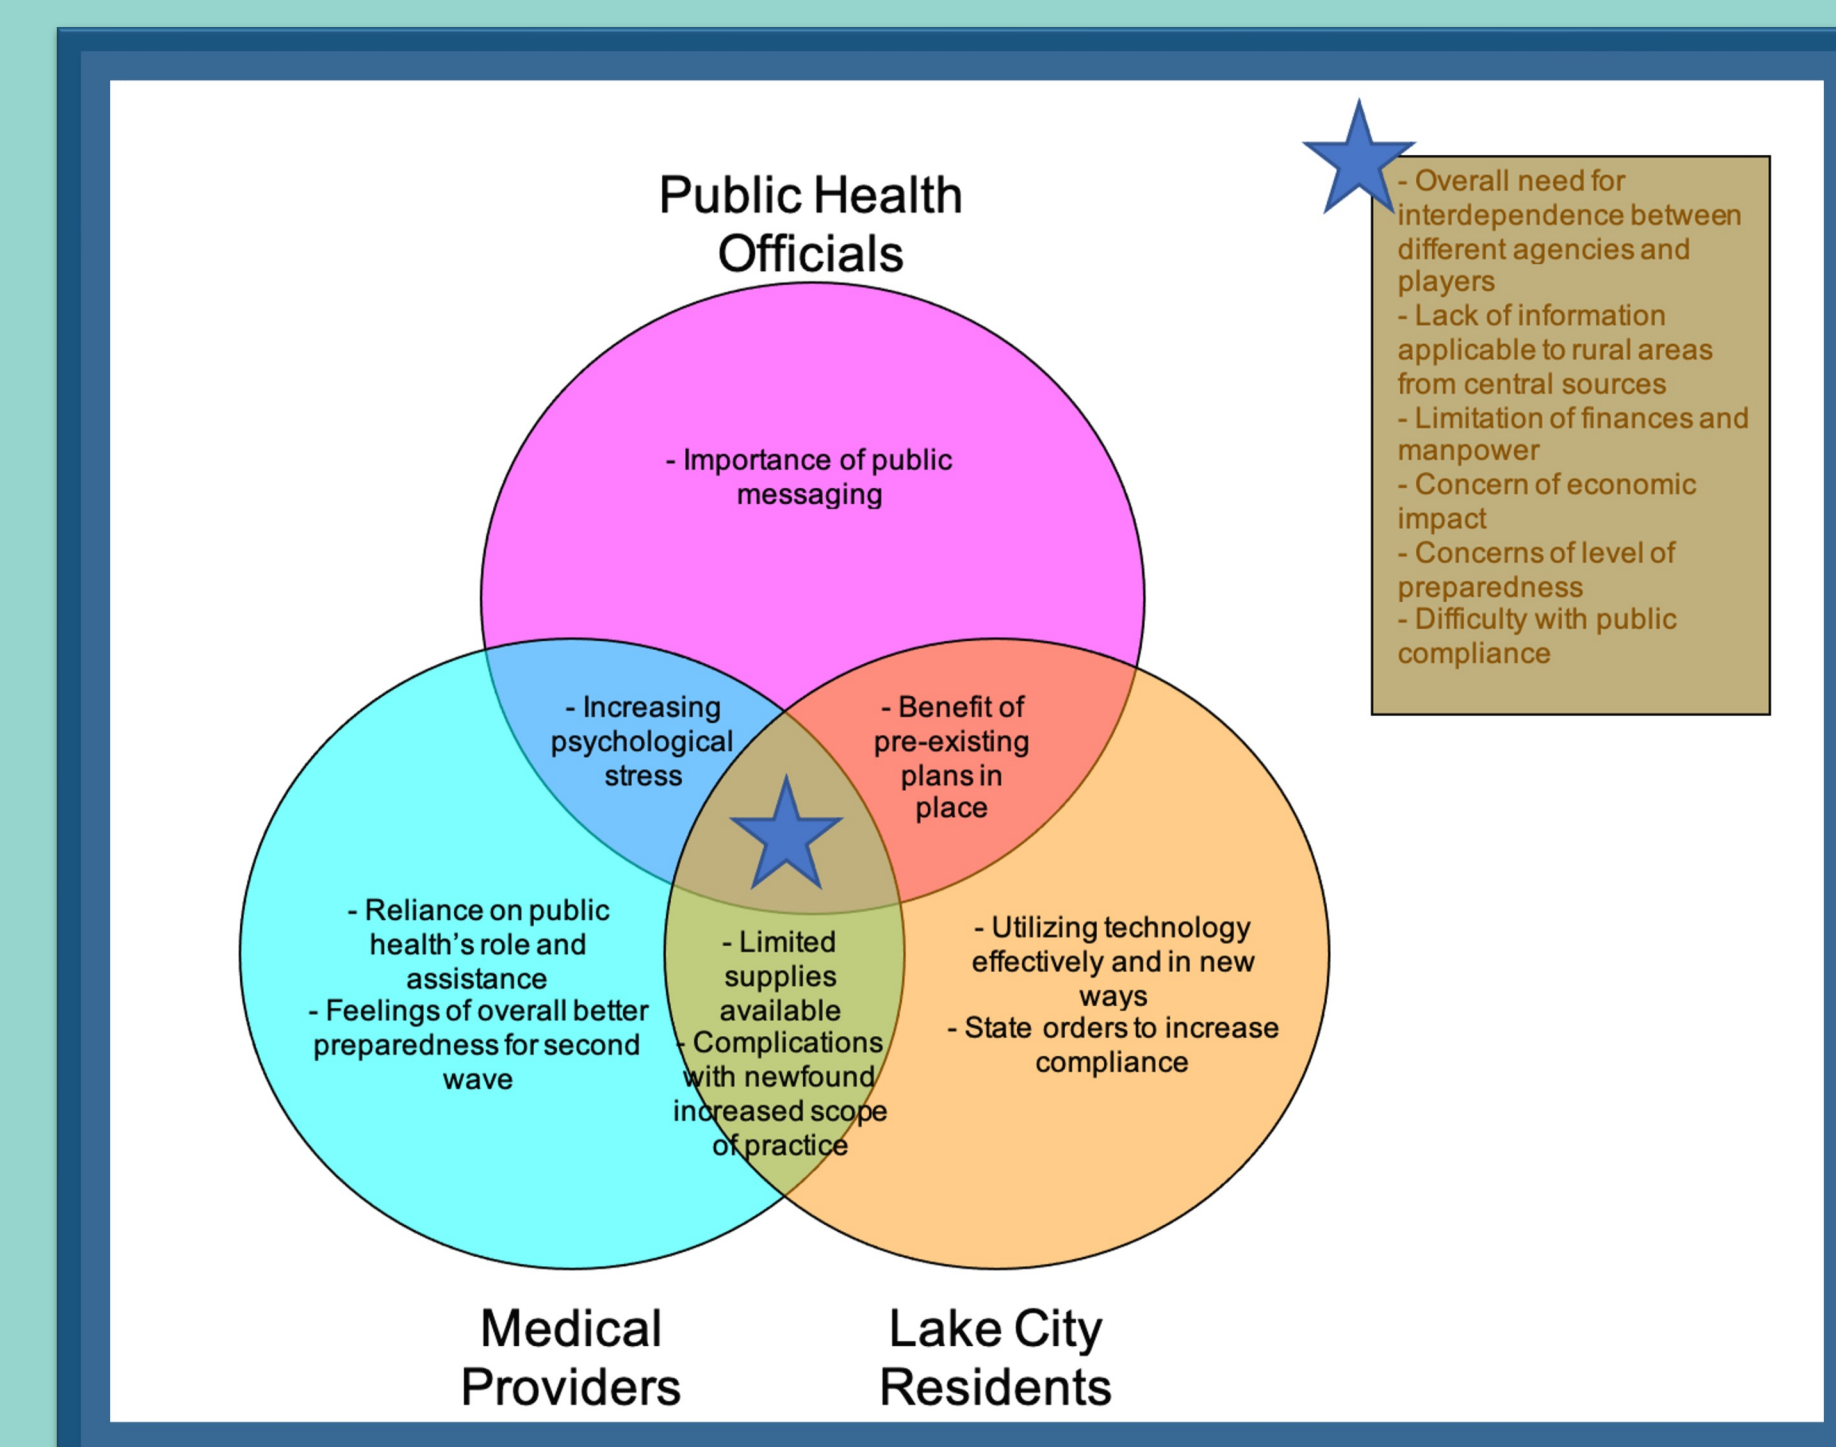 Public Health
Officials
- Overall need for
interdependence between
different agencies and
players
- Lack of information
applicable to rural areas
from central sources
- Limitation of finances and
manpower
- Concern of economic
impact
- Concerns of level of
preparedness
- Difficulty with public
compliance
- Importance of public
messaging
- Increasing
psychological
stress
- Benefit of
pre-existing
plans in
place
- Reliance on public
health’s role and
assistance
- Feelings of overall better
preparedness for second
wave
- Limited
supplies
available
- Complications
with newfound
increased scope
of practice
- Utilizing technology
effectively and in new
ways
- State orders to increase
compliance
Medical
Providers
Lake City
Residents